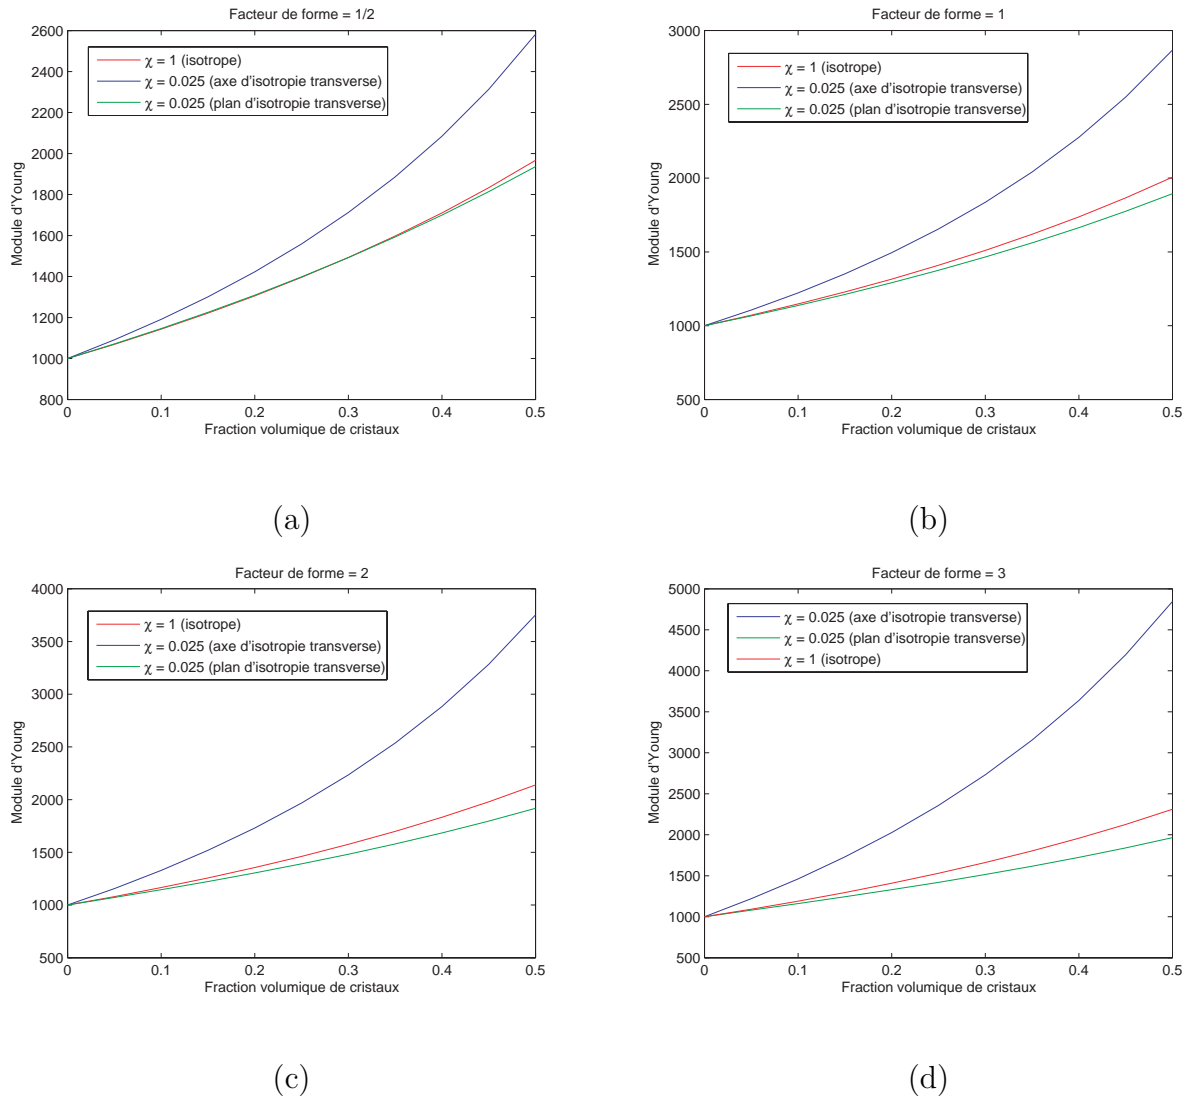 Facteur de forme = 1/2
2600
2400
2200
2000
1800
1600
1400
1200
1000
800
Module d'Young
χ = 1 (isotrope)
χ = 0.025 (axe d'isotropie transverse)
χ = 0.025 (plan d'isotropie transverse)
0 0.1 0.2 0.3 0.4 0.5
Fraction volumique de cristaux
(a)
Facteur de forme = 1
3000
2500
2000
1500
1000
500
Module d'Young
χ = 1 (isotrope)
χ = 0.025 (axe d'isotropie transverse)
χ = 0.025 (plan d'isotropie transverse)
0 0.1 0.2 0.3 0.4 0.5
Fraction volumique de cristaux
(b)
Facteur de forme = 2
4000
3500
3000
2500
2000
1500
1000
500
Module d'Young
χ = 1 (isotrope)
χ = 0.025 (axe d'isotropie transverse)
χ = 0.025 (plan d'isotropie transverse)
0 0.1 0.2 0.3 0.4 0.5
Fraction volumique de cristaux
(c)
Facteur de forme = 3
5000
4500
4000
3500
3000
2500
2000
1500
1000
500
Module d'Young
χ = 0.025 (axe d'isotropie transverse)
χ = 0.025 (plan d'isotropie transverse)
χ = 1 (isotrope)
0 0.1 0.2 0.3 0.4 0.5
Fraction volumique de cristaux
(d)